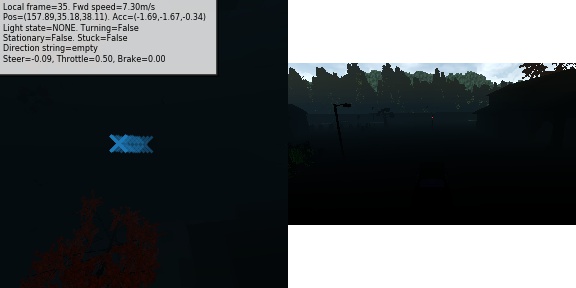 Local frame=35. Fwd speed=7.30m/s
Pos=(157.89,35.18,38.11). Acc=(-1.69,-1.67,-0.34)
Light state=NONE. Turning=False
Stationary=False. Stuck=False
Direction string=empty
Steer=-0.09, Throttle=0.50, Brake=0.00